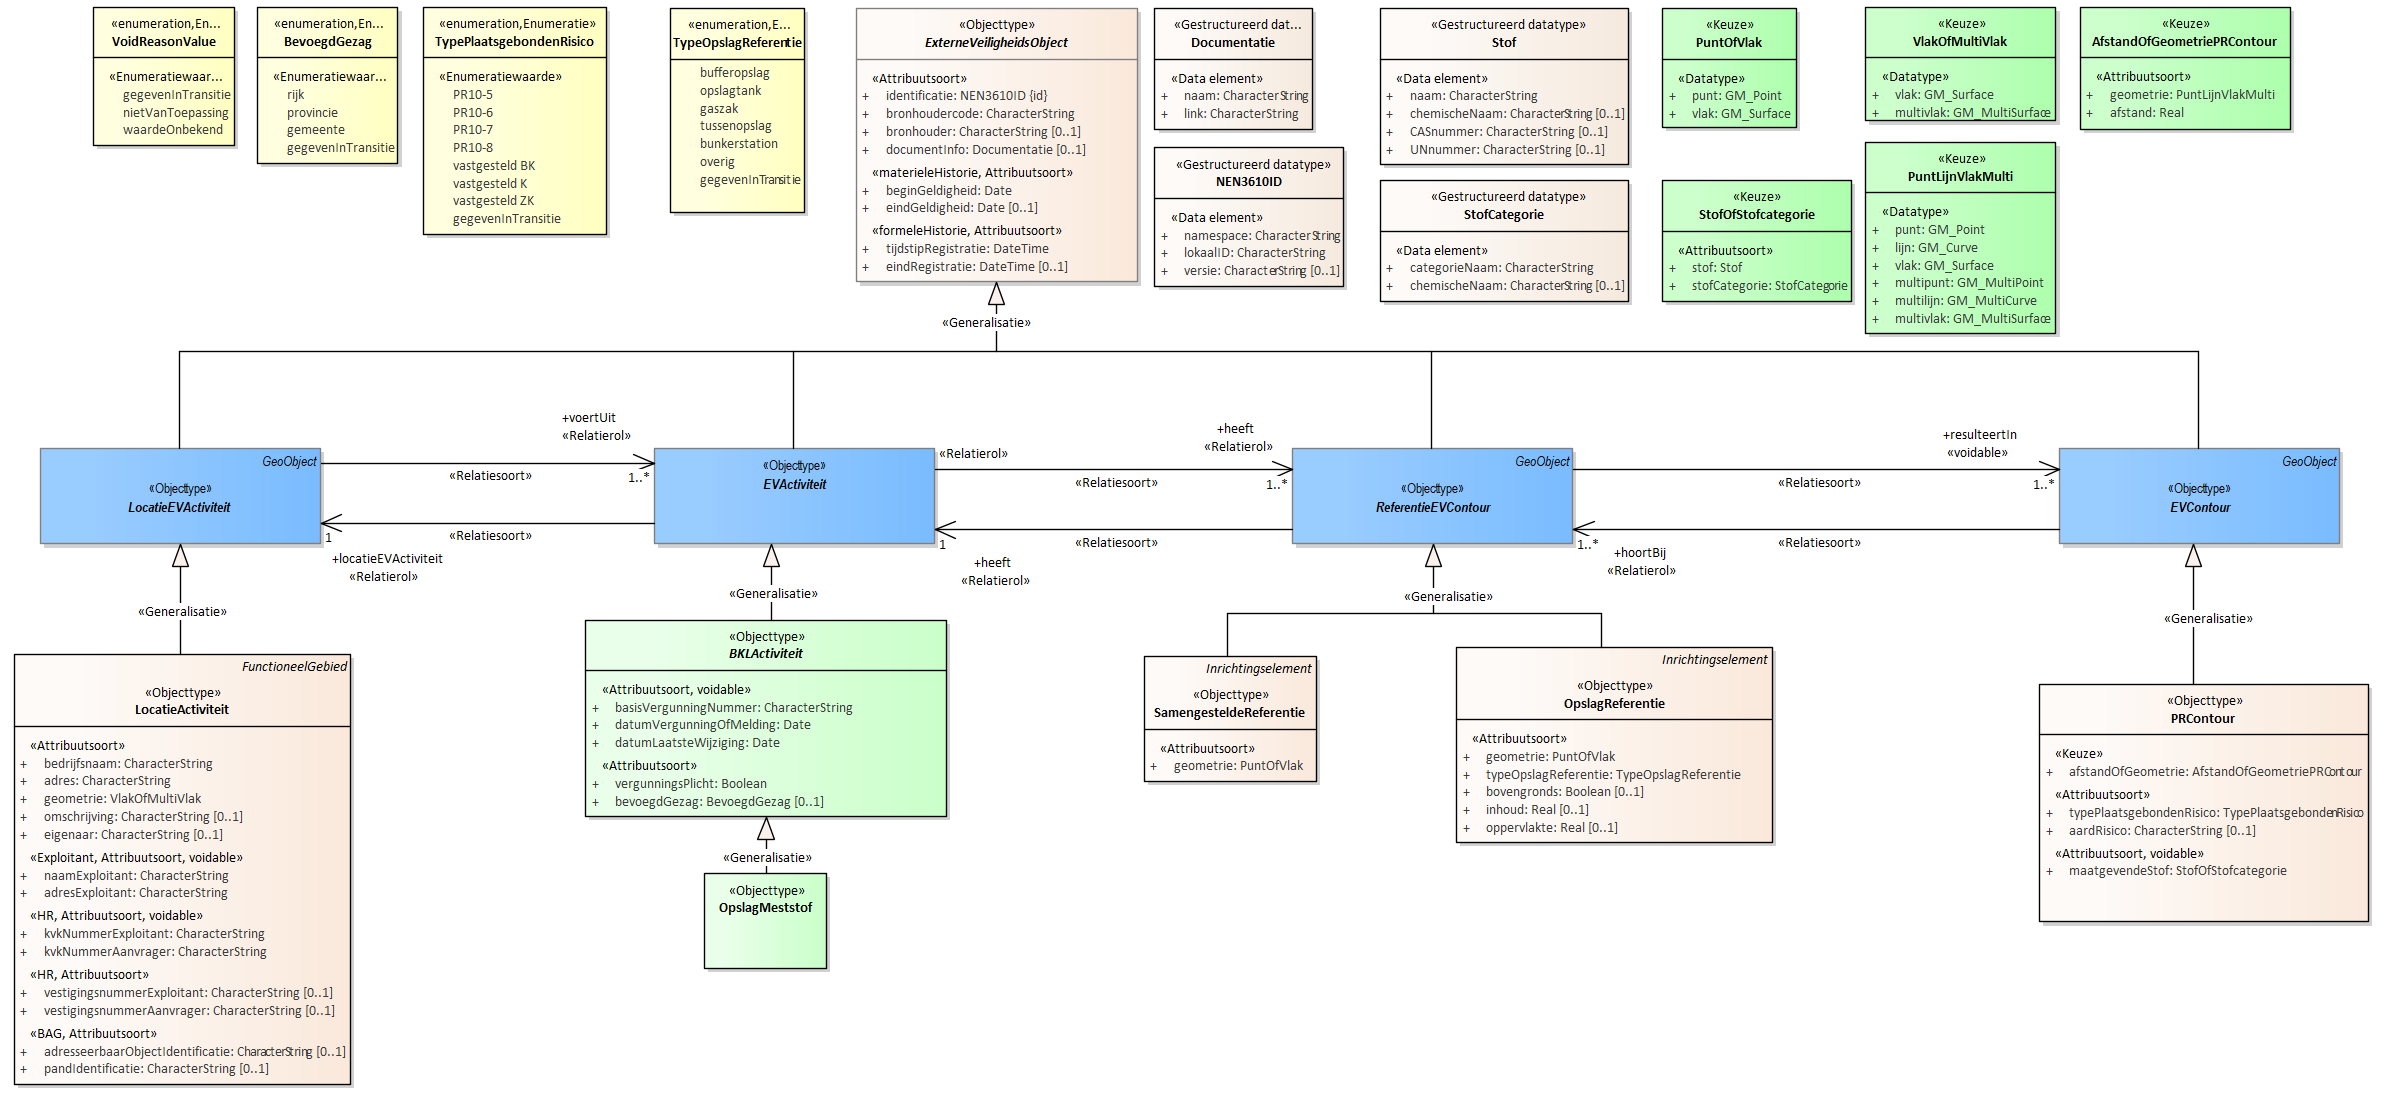 «enumeration,En...
VoidReasonValue
«Enumeratiewaar...
gegevenInTransitie
nietVanToepassing
waardeOnbekend
«enumeration,En...
BevoegdGezag
«Enumeratiewaar...
rijk
provincie
gemeente
gegevenInTransitie
«enumeration,Enumeratie»
TypePlaatsgebondenRisico
«Enumeratiewaarde»
PR10-5
PR10-6
PR10-7
PR10-8
vastgesteld BK
vastgesteld K
vastgesteld ZK
gegevenInTransitie
«enumeration,E...
TypeOpslagReferentie
bufferopslag
opslagtank
gaszak
tussenopslag
bunkerstation
overig
gegevenInTransitie
«Objecttype»
ExterneVeiligheidsObject
«Attribuutsoort»
+ identificatie: NEN3610ID {id}
+ bronhoudercode: CharacterString
+ bronhouder: CharacterString [0..1]
+ documentInfo: Documentatie [0..1]
«materieleHistorie, Attribuutsoort»
+ beginGeldigheid: Date
+ eindGeldigheid: Date [0..1]
«formeleHistorie, Attribuutsoort»
+ tijdstipRegistratie: DateTime
+ eindRegistratie: DateTime [0..1]
«Gestructureerd dat...
Documentatie
«Data element»
+ naam: CharacterString
+ link: CharacterString
«Gestructureerd datatype»
NEN3610ID
«Data element»
+ namespace: CharacterString
+ lokaalID: CharacterString
+ versie: CharacterString [0..1]
«Gestructureerd datatype»
Stof
«Data element»
+ naam: CharacterString
+ chemischeNaam: CharacterString [0..1]
+ CASnummer: CharacterString [0..1]
+ UNnummer: CharacterString [0..1]
«Gestructureerd datatype»
StofCategorie
«Data element»
+ categorieNaam: CharacterString
+ chemischeNaam: CharacterString [0..1]
«Keuze»
PuntOfVlak
«Datatype»
+ punt: GM_Point
+ vlak: GM_Surface
«Keuze»
StofOfStofcategorie
«Attribuutsoort»
+ stof: Stof
+ stofCategorie: StofCategorie
«Keuze»
VlakOfMultiVlak
«Datatype»
+ vlak: GM_Surface
+ multivlak: GM_MultiSurface
«Keuze»
PuntLijnVlakMulti
«Datatype»
+ punt: GM_Point
+ lijn: GM_Curve
+ vlak: GM_Surface
+ multipunt: GM_MultiPoint
+ multilijn: GM_MultiCurve
+ multivlak: GM_MultiSurface
«Keuze»
AfstandOfGeometriePRContour
«Attribuutsoort»
+ geometrie: PuntLijnVlakMulti
+ afstand: Real
«Generalisatie»
GeoObject
«Objecttype»
LocatieEVActiviteit
+voertUit
«Relatierol»
«Relatiesoort»
1..*
«Relatiesoort»
1
+locatieEVActiviteit
«Relatierol»
«Objecttype»
EVActiviteit
«Relatierol»
+heeft
«Relatierol»
«Relatiesoort»
1..*
«Relatiesoort»
1
+heeft
«Relatierol»
GeoObject
«Objecttype»
ReferentieEVContour
+resulteertIn
«voidable»
«Relatiesoort»
1..*
«Relatiesoort»
1..*
+hoortBij
«Relatierol»
GeoObject
«Objecttype»
EVContour
«Generalisatie»
«Generalisatie»
«Generalisatie»
«Generalisatie»
FunctioneelGebied
«Objecttype»
LocatieActiviteit
«Attribuutsoort»
+ bedrijfsnaam: CharacterString
+ adres: CharacterString
+ geometrie: VlakOfMultiVlak
+ omschrijving: CharacterString [0..1]
+ eigenaar: CharacterString [0..1]
«Exploitant, Attribuutsoort, voidable»
+ naamExploitant: CharacterString
+ adresExploitant: CharacterString
«HR, Attribuutsoort, voidable»
+ kvkNummerExploitant: CharacterString
+ kvkNummerAanvrager: CharacterString
«HR, Attribuutsoort»
+ vestigingsnummerExploitant: CharacterString [0..1]
+ vestigingsnummerAanvrager: CharacterString [0..1]
«BAG, Attribuutsoort»
+ adresseerbaarObjectIdentificatie: CharacterString [0..1]
+ pandIdentificatie: CharacterString [0..1]
«Objecttype»
BKLActiviteit
«Attribuutsoort, voidable»
+ basisVergunningNummer: CharacterString
+ datumVergunningOfMelding: Date
+ datumLaatsteWijziging: Date
«Attribuutsoort»
+ vergunningsPlicht: Boolean
+ bevoegdGezag: BevoegdGezag [0..1]
«Generalisatie»
«Objecttype»
OpslagMeststof
Inrichtingselement
«Objecttype»
SamengesteldeReferentie
«Attribuutsoort»
+ geometrie: PuntOfVlak
Inrichtingselement
«Objecttype»
OpslagReferentie
«Attribuutsoort»
+ geometrie: PuntOfVlak
+ typeOpslagReferentie: TypeOpslagReferentie
+ bovengronds: Boolean [0..1]
+ inhoud: Real [0..1]
+ oppervlakte: Real [0..1]
«Objecttype»
PRContour
«Keuze»
+ afstandOfGeometrie: AfstandOfGeometriePRContour
«Attribuutsoort»
+ typePlaatsgebondenRisico: TypePlaatsgebondenRisico
+ aardRisico: CharacterString [0..1]
«Attribuutsoort, voidable»
+ maatgevendeStof: StofOfStofcategorie